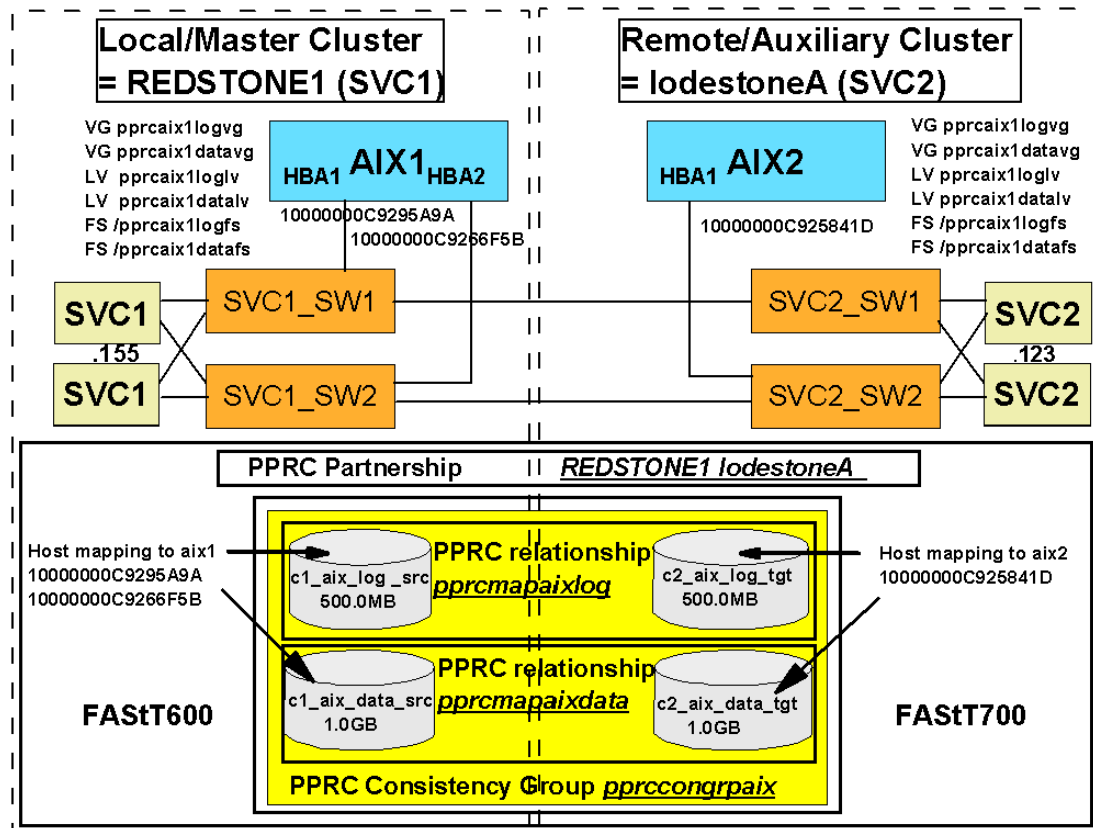 Local/Master Cluster
= REDSTONE1 (SVC1)
Remote/Auxiliary Cluster
= lodestoneA (SVC2)
VG pprcaix1logvg
VG pprcaix1datavg
LV pprcaix1loglv
LV pprcaix1datalv
FS /pprcaix1logfs
FS /pprcaix1datafs
HBA1 AIX1 HBA2
10000000C9295A9A
10000000C9266F5B
HBA1 AIX2
10000000C925841D
VG pprcaix1logvg
VG pprcaix1datavg
LV pprcaix1loglv
LV pprcaix1datalv
FS /pprcaix1logfs
FS /pprcaix1datafs
SVC1
.155
SVC1
SVC1_SW1
SVC1_SW2
SVC2_SW1
SVC2_SW2
SVC2
.123
SVC2
PPRC Partnership REDSTONE1 lodestoneA
Host mapping to aix1
10000000C9295A9A
10000000C9266F5B
c1_aix_log _src
500.0MB
PPRC relationship
pprcmapaixlog
c2_aix_log_tgt
500.0MB
Host mapping to aix2
10000000C925841D
FAStT600
c1_aix_data_src
1.0GB
PPRC relationship
pprcmapaixdata
c2_aix_data_tgt
1.0GB
FAStT700
PPRC Consistency Group pprccongrpaix